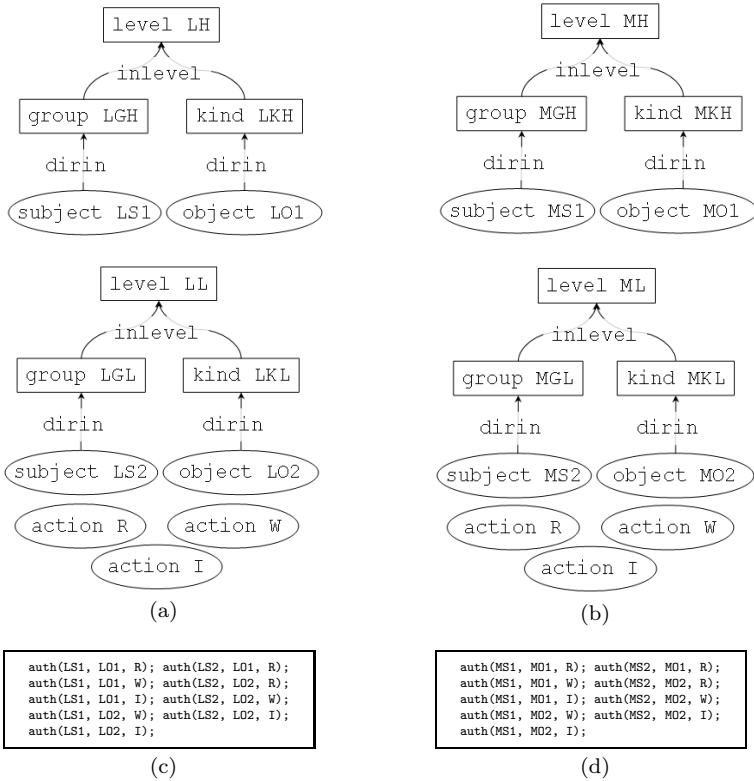 level LH
inlevel
group LGH
kind LKH
dirin
dirin
subject LS1
object LO1
level LL
inlevel
group LGL
kind LKL
dirin
dirin
subject LS2
object LO2
action R
action W
action I
(a)
level MH
inlevel
group MGH
kind MKH
dirin
dirin
subject MS1
object MO1
level ML
inlevel
group MGL
kind MKL
dirin
dirin
subject MS2
object MO2
action R
action W
action I
(b)
auth(LS1, LO1, R); auth(LS2, LO1, R);
auth(LS1, LO1, W); auth(LS2, LO2, R);
auth(LS1, LO1, I); auth(LS2, LO2, W);
auth(LS1, LO2, W); auth(LS2, LO2, I);
auth(LS1, LO2, I);
(c)
auth(MS1, MO1, R); auth(MS2, MO1, R);
auth(MS1, MO1, W); auth(MS2, MO2, R);
auth(MS1, MO1, I); auth(MS2, MO2, W);
auth(MS1, MO2, W); auth(MS2, MO2, I);
auth(MS1, MO2, I);
(d)